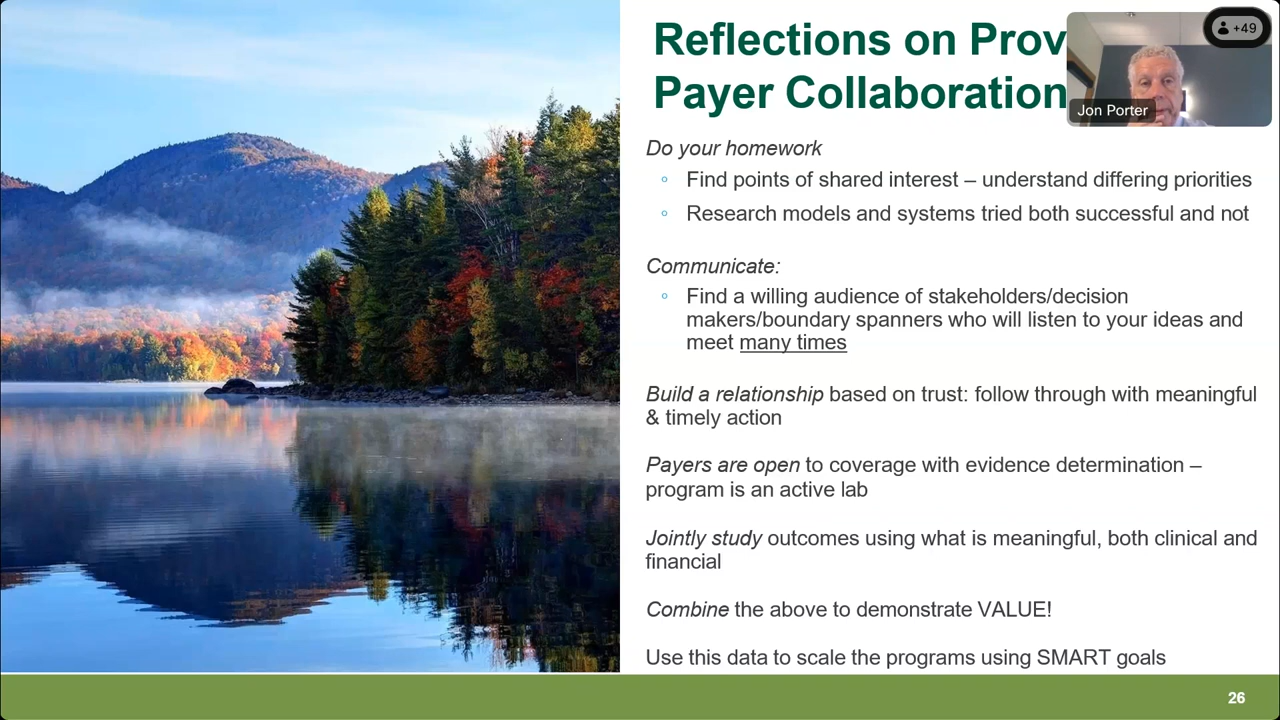 Reflections on Prov
Payer Collaboration
+49
Jon Porter
Do your homework
Find points of shared interest – understand differing priorities
Research models and systems tried both successful and not
Communicate:
Find a willing audience of stakeholders/decision
makers/boundary spanners who will listen to your ideas and
meet many times
Build a relationship based on trust: follow through with meaningful
& timely action
Payers are open to coverage with evidence determination –
program is an active lab
Jointly study outcomes using what is meaningful, both clinical and
financial
Combine the above to demonstrate VALUE!
Use this data to scale the programs using SMART goals
26